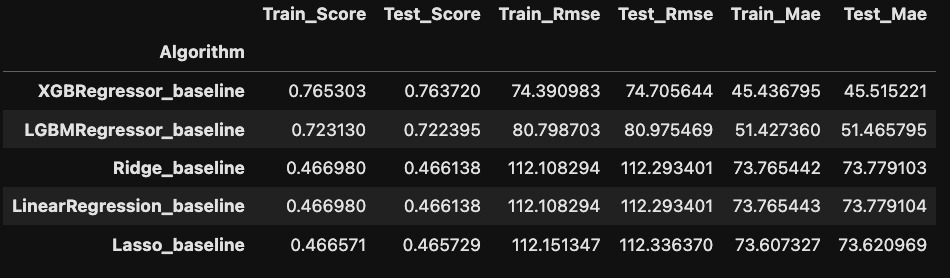 Train_Score Test_Score Train_Rmse Test_Rmse Train_Mae Test_Mae
Algorithm
XGBRegressor_baseline 0.765303 0.763720 74.390983 74.705644 45.436795 45.515221
LGBMRegressor_baseline 0.723130 0.722395 80.798703 80.975469 51.427360 51.465795
Ridge_baseline 0.466980 0.466138 112.108294 112.293401 73.765442 73.779103
LinearRegression_baseline 0.466980 0.466138 112.108294 112.293401 73.765443 73.779104
Lasso_baseline 0.466571 0.465729 112.151347 112.336370 73.607327 73.620969